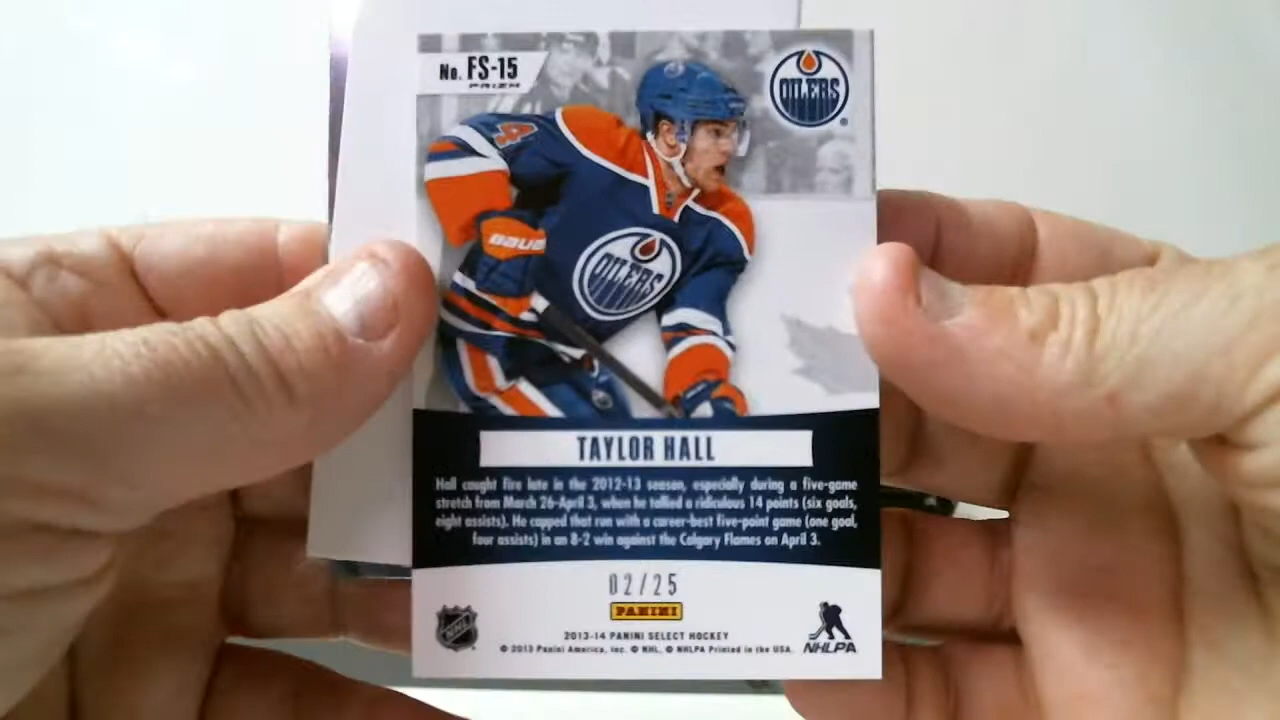 No. FS-15
PRIZM
OILERS
4
BAUE
OILERS
TAYLOR HALL
Hall caught fire late in the 2012-13 season, especially during a five-game
stretch from March 26-April 3, when he tallied a ridiculous 14 points (six goals,
eight assists). He capped that run with a career-best five-point game (one goal,
four assists) in an 8-2 win against the Calgary Flames on April 3.
02/25
PANINI
NHL
2013-14 PANINI SELECT HOCKEY
© 2013 Panini America, Inc. © NHL, © NHLPA Printed in the USA.
NHLPA